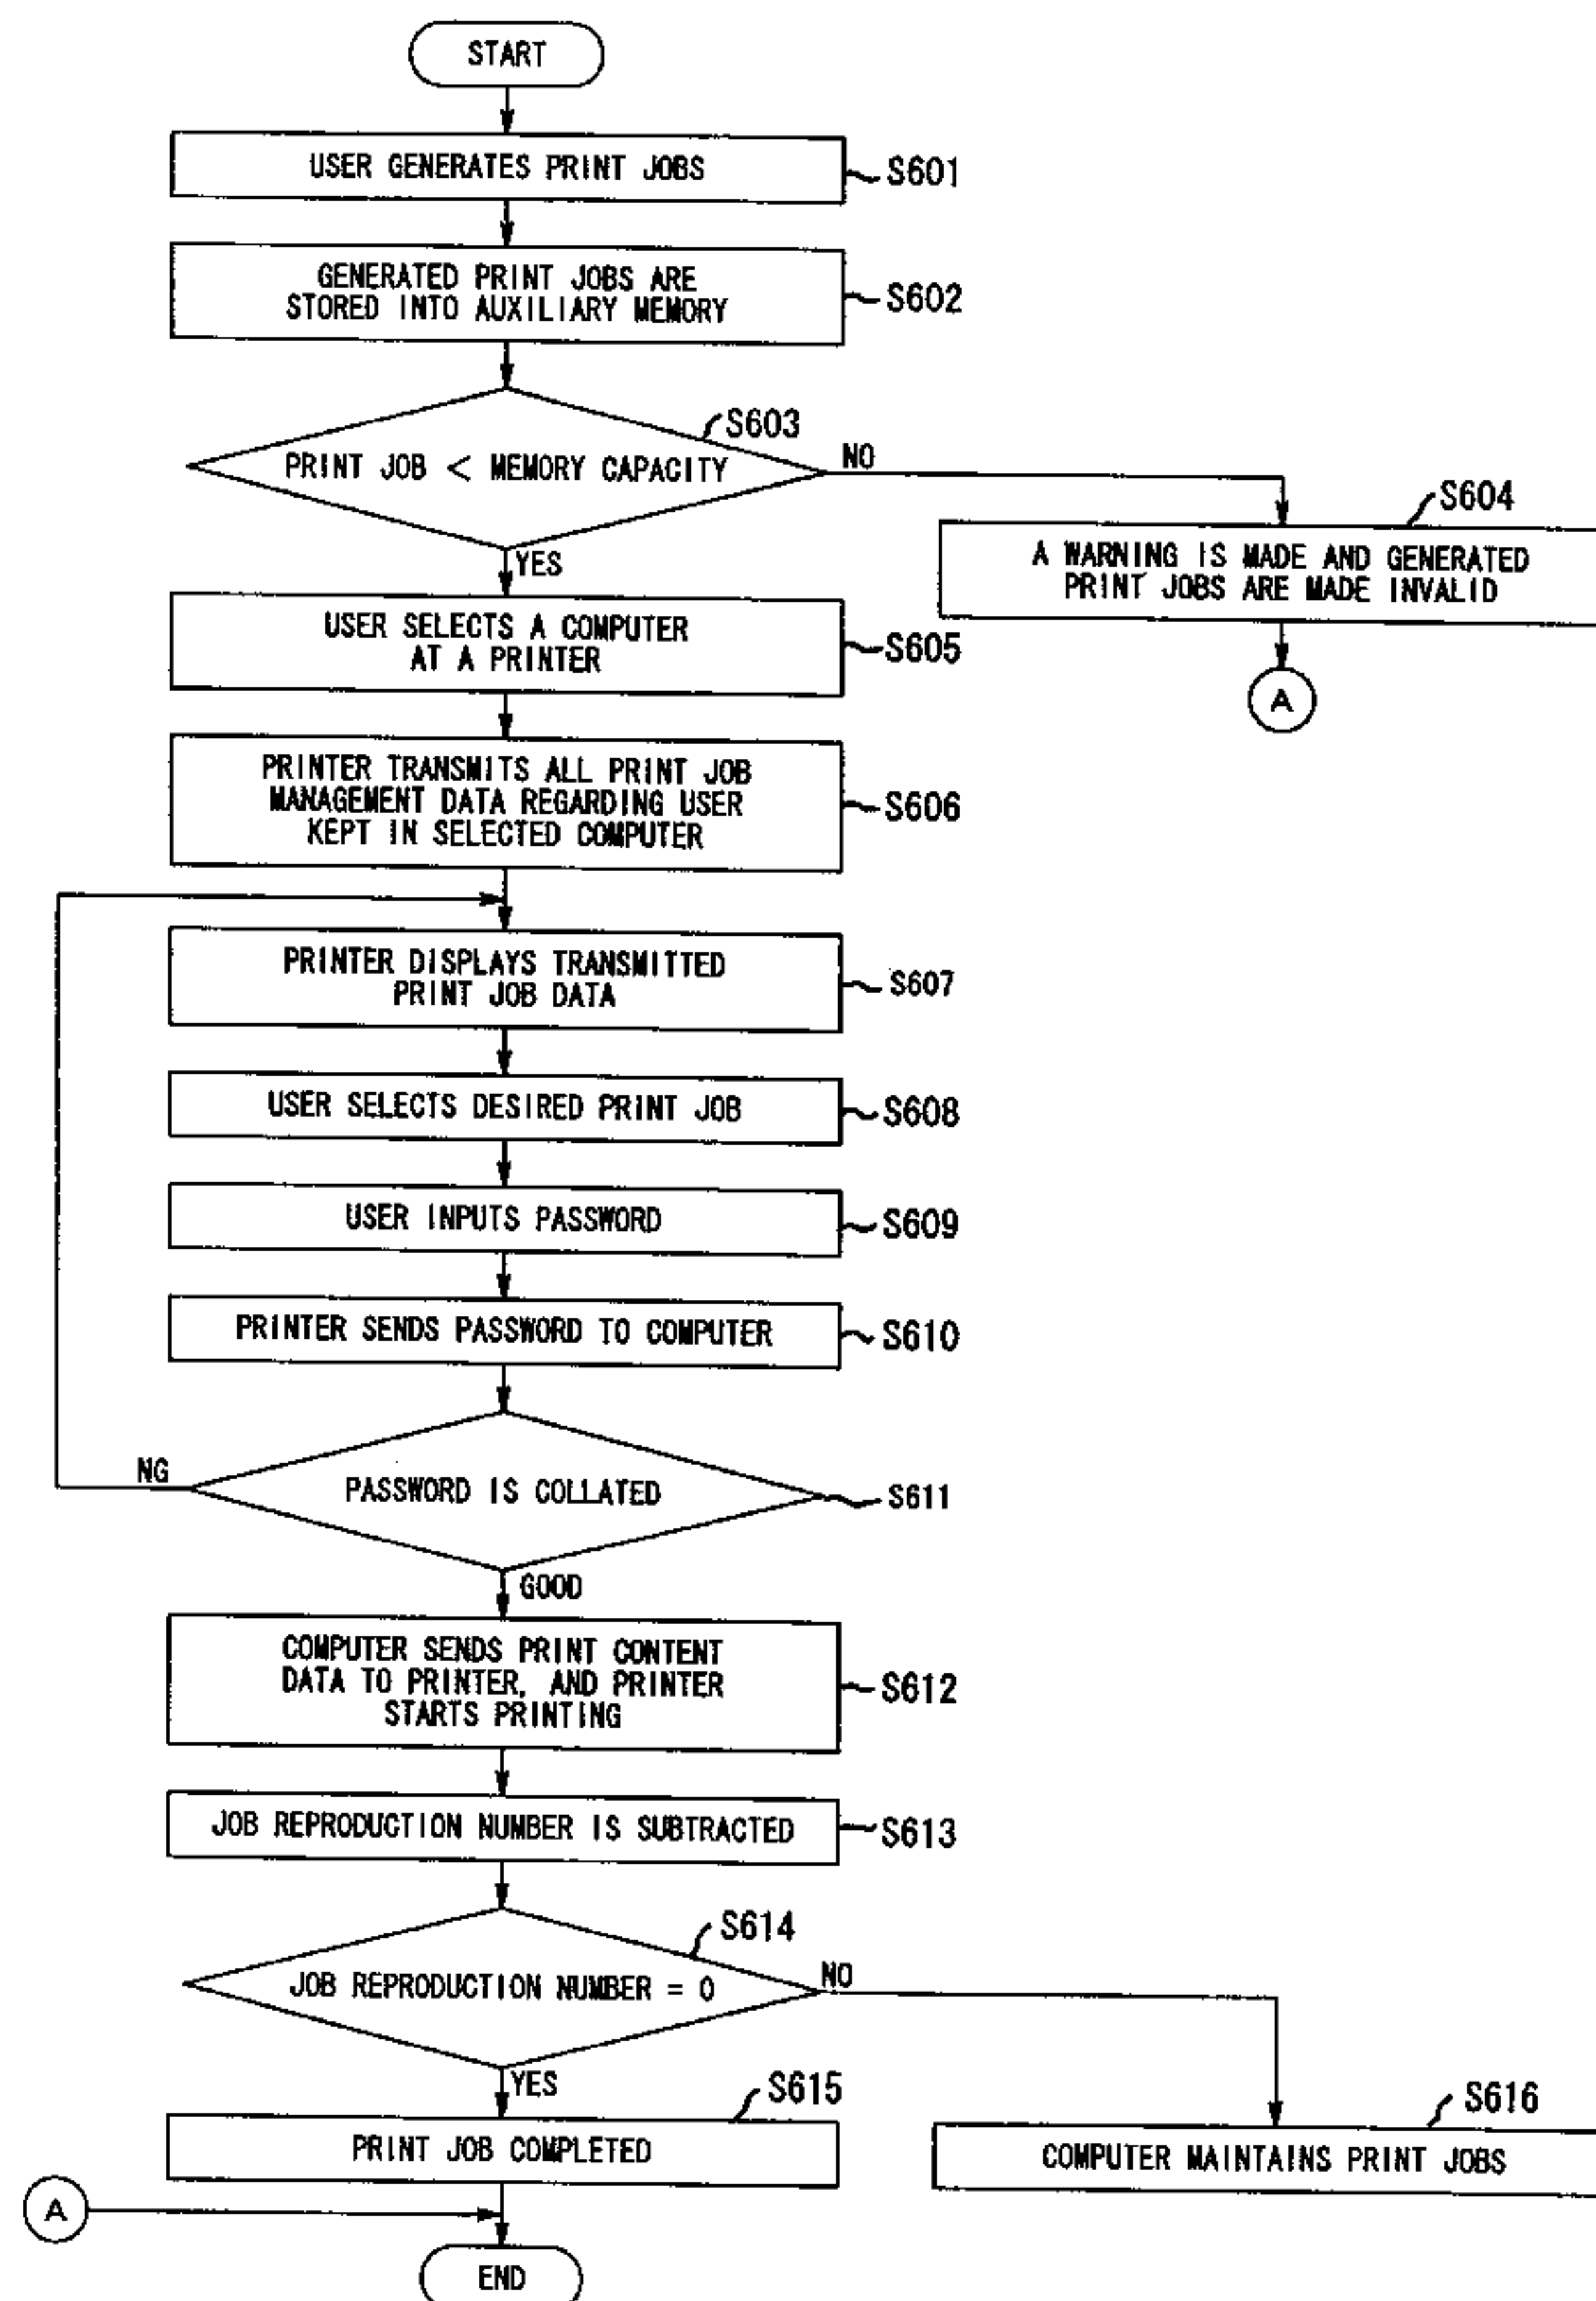 START
USER GENERATES PRINT JOBS
S601
GENERATED PRINT JOBS ARE
STORED INTO AUXILIARY MEMORY
S602
S603
PRINT JOB < MEMORY CAPACITY
NO
YES
S604
A WARNING IS MADE AND GENERATED
PRINT JOBS ARE MADE INVALID
A
USER SELECTS A COMPUTER
AT A PRINTER
S605
PRINTER TRANSMITS ALL PRINT JOB
MANAGEMENT DATA REGARDING USER
KEPT IN SELECTED COMPUTER
S606
PRINTER DISPLAYS TRANSMITTED
PRINT JOB DATA
S607
USER SELECTS DESIRED PRINT JOB
S608
USER INPUTS PASSWORD
S609
PRINTER SENDS PASSWORD TO COMPUTER
S610
NG
PASSWORD IS COLLATED
S611
GOOD
COMPUTER SENDS PRINT CONTENT
DATA TO PRINTER, AND PRINTER
STARTS PRINTING
S612
JOB REPRODUCTION NUMBER IS SUBTRACTED
S613
S614
JOB REPRODUCTION NUMBER = 0
NO
YES
S615
PRINT JOB COMPLETED
S616
COMPUTER MAINTAINS PRINT JOBS
A
END